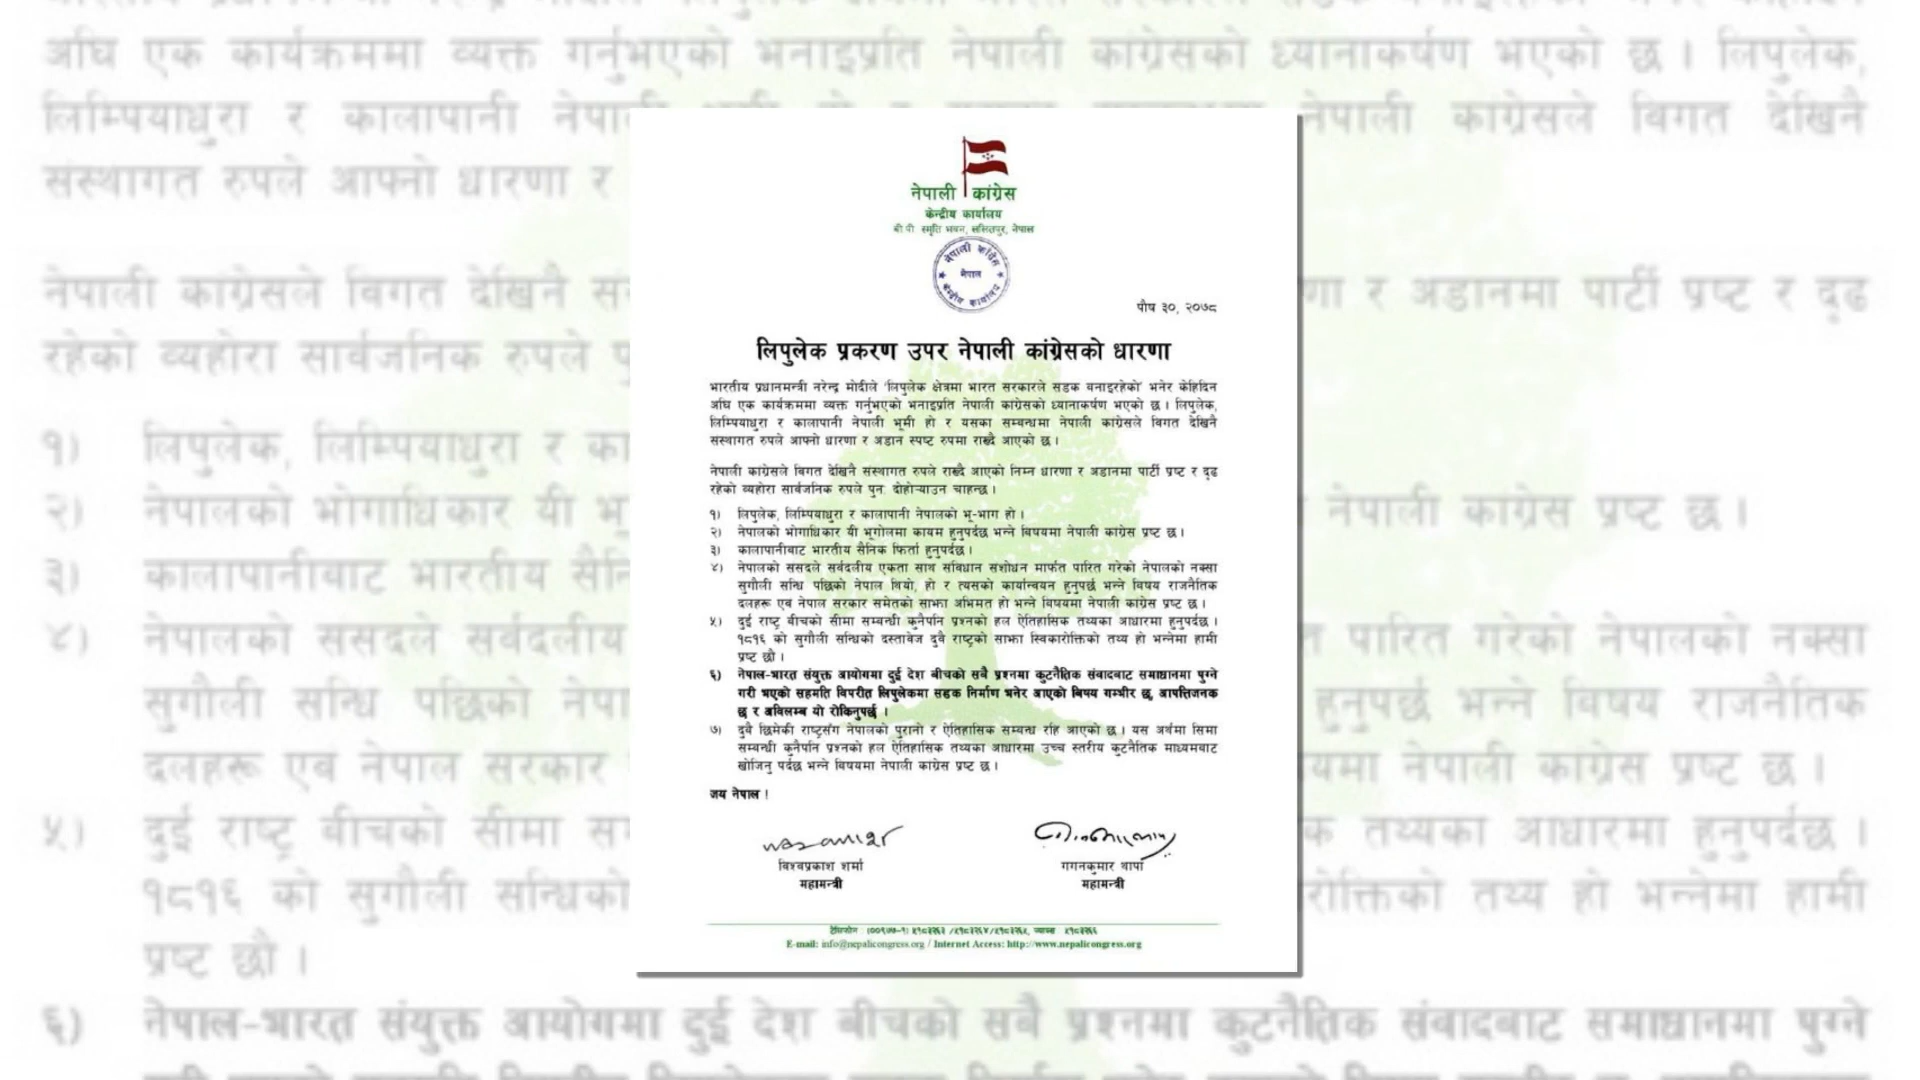 नेपाली कांग्रेस
केन्द्रीय कार्यालय
बी.पी. स्मृति भवन, ललितपुर, नेपाल
नेपाली कांग्रेस
नेपाल
केन्द्रीय कार्यालय
पौष ३०, २०७८
लिपुलेक प्रकरण उपर नेपाली कांग्रेसको धारणा
भारतीय प्रधानमन्त्री नरेन्द्र मोदीले 'लिपुलेक क्षेत्रमा भारत सरकारले सडक बनाइरहेको' भनेर केहिदिन
अघि एक कार्यक्रममा व्यक्त गर्नुभएको भनाइप्रति नेपाली कांग्रेसको ध्यानाकर्षण भएको छ । लिपुलेक,
लिम्पियाधुरा र कालापानी नेपाली भूमी हो र यसका सम्बन्धमा नेपाली कांग्रेसले विगत देखिनै
संस्थागत रुपले आफ्नो धारणा र अडान स्पष्ट रुपमा राख्दै आएको छ ।
नेपाली कांग्रेसले विगत देखिनै संस्थागत रुपले राख्दै आएको निम्न धारणा र अडानमा पार्टी प्रष्ट र दृढ
रहेको व्यहोरा सार्वजनिक रुपले पुन: दोहोऱ्याउन चाहन्छ ।
१) लिपुलेक, लिम्पियाधुरा र कालापानी नेपालको भू-भाग हो ।
२) नेपालको भोगाधिकार यी भूगोलमा कायम हुनुपर्दछ भन्ने विषयमा नेपाली कांग्रेस प्रष्ट छ ।
३) कालापानीबाट भारतीय सैनिक फिर्ता हुनुपर्दछ ।
४) नेपालको संसदले सर्वदलीय एकता साथ संविधान संशोधन मार्फत पारित गरेको नेपालको नक्सा
सुगौली सन्धि पछिको नेपाल थियो, हो र त्यसको कार्यान्वयन हुनुपर्छ भन्ने विषय राजनैतिक
दलहरू एवं नेपाल सरकार समेतको साझा अभिमत हो भन्ने विषयमा नेपाली कांग्रेस प्रष्ट छ ।
५) दुई राष्ट्र बीचको सीमा सम्बन्धी कुनैपनि प्रश्नको हल ऐतिहासिक तथ्यका आधारमा हुनुपर्दछ ।
१८१६ को सुगौली सन्धिको दस्तावेज दुवै राष्ट्रको साझा स्विकारोक्तिको तथ्य हो भन्नेमा हामी
प्रष्ट छौ ।
६) नेपाल-भारत संयुक्त आयोगमा दुई देश बीचको सबै प्रश्नमा कुटनैतिक संवादबाट समाधानमा पुग्ने
गरी भएको सहमति विपरीत लिपुलेकमा सडक निर्माण भनेर आएको विषय गम्भीर छ, आपत्तिजनक
छ र अविलम्ब यो रोकिनुपर्छ ।
७) दुवै छिमेकी राष्ट्रसँग नेपालको पुरानो र ऐतिहासिक सम्बन्ध रहि आएको छ । यस अर्थमा सिमा
सम्बन्धी कुनैपनि प्रश्नको हल ऐतिहासिक तथ्यका आधारमा उच्च स्तरीय कुटनैतिक माध्यमबाट
खोजिनु पर्दछ भन्ने विषयमा नेपाली कांग्रेस प्रष्ट छ ।
जय नेपाल !
विश्वप्रकाश शर्मा
महामन्त्री
गगनकुमार थापा
महामन्त्री
E-mail: info@nepalicongress.org / Internet Access: http://www.nepalicongress.org